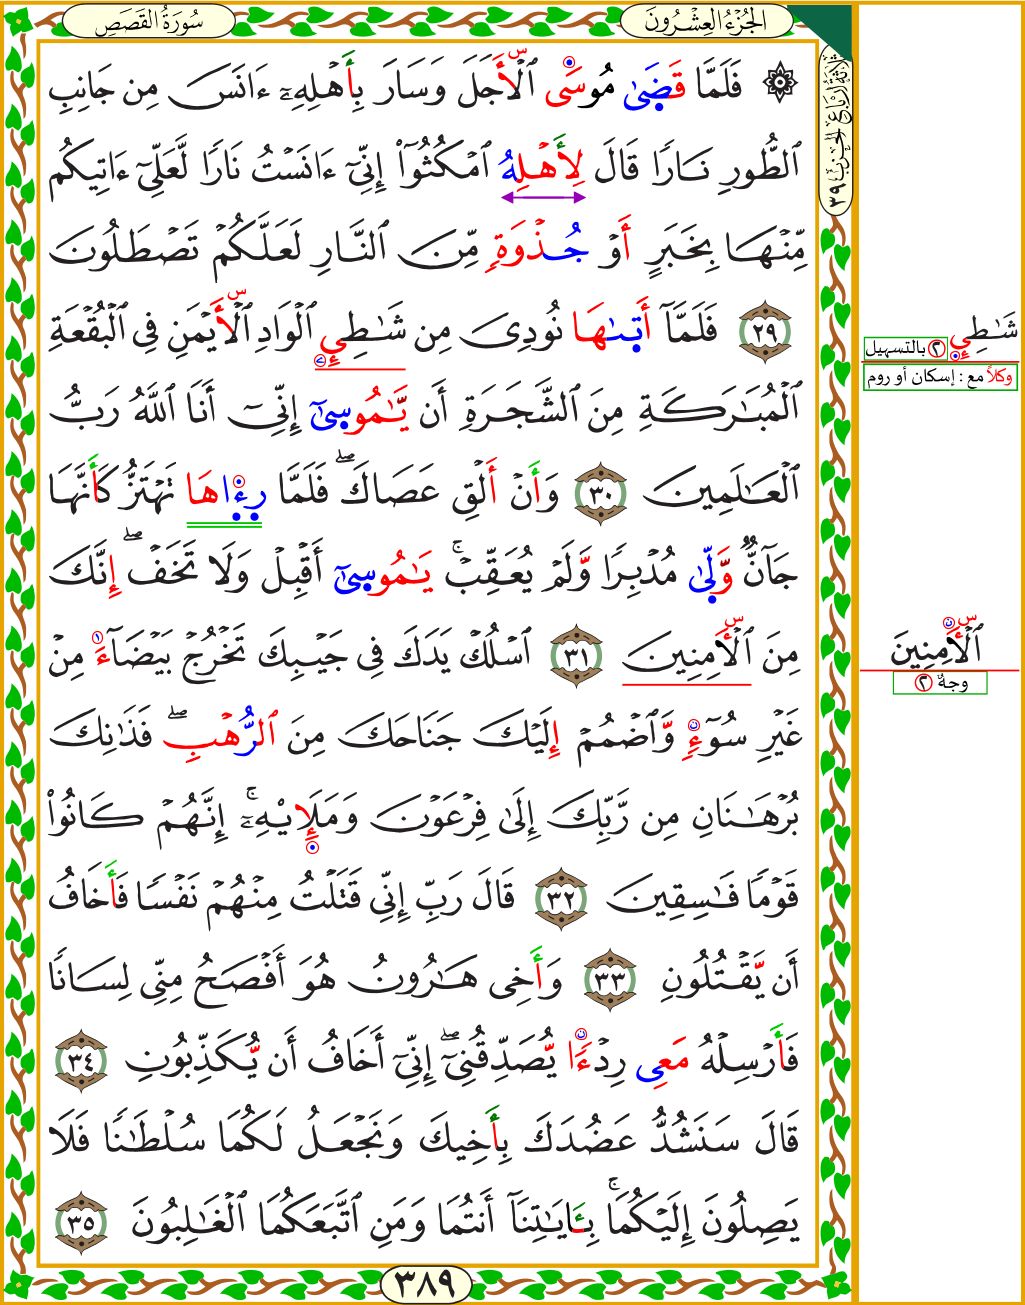 سُورَةُ القَصَصِ
الجُزْءُ العِشْرُونَ
۞ فَلَمَّا قَضَىٰ مُوسَى ٱلْأَجَلَ وَسَارَ بِأَهْلِهِۦٓ ءَانَسَ مِن جَانِبِ
ٱلطُّورِ نَارًا قَالَ لِأَهْلِهُ ٱمْكُثُوٓا۟ إِنِّىٓ ءَانَسْتُ نَارًا لَّعَلِّىٓ ءَاتِيكُم
مِّنْهَا بِخَبَرٍ أَوْ جُذْوَةٍ مِّنَ ٱلنَّارِ لَعَلَّكُمْ تَصْطَلُونَ
٢٩ فَلَمَّآ أَتَىٰهَا نُودِىَ مِن شَٰطِئِ ٱلْوَادِ ٱلْأَيْمَنِ فِى ٱلْبُقْعَةِ
ٱلْمُبَٰرَكَةِ مِنَ ٱلشَّجَرَةِ أَن يَّٰمُوسَىٰٓ إِنِّىٓ أَنَا ٱللَّهُ رَبُّ
ٱلْعَٰلَمِينَ ٣٠ وَأَنْ أَلْقِ عَصَاكَ ۖ فَلَمَّا رِءَاهَا تَهْتَزُّ كَأَنَّهَا
جَآنٌّ وَّلَّىٰ مُدْبِرًا وَّلَمْ يُعَقِّبْ ۚ يَٰمُوسَىٰٓ أَقْبِلْ وَلَا تَخَفْ ۖ إِنَّكَ
مِنَ ٱلْأَمِنِينَ ٣١ ٱسْلُكْ يَدَكَ فِى جَيْبِكَ تَخْرُجْ بَيْضَآءَ مِنْ
غَيْرِ سُوٓءٍ وَّٱضْمُمْ إِلَيْكَ جَنَاحَكَ مِنَ ٱلرُّهْبِ ۖ فَذَٰنِكَ
بُرْهَٰنَانِ مِن رَّبِّكَ إِلَىٰ فِرْعَوْنَ وَمَلَإِيْهِۦٓ ۚ إِنَّهُمْ كَانُوا۟
قَوْمًا فَٰسِقِينَ ٣٢ قَالَ رَبِّ إِنِّى قَتَلْتُ مِنْهُمْ نَفْسًا فَأَخَافُ
أَن يَّقْتُلُونِ ٣٣ وَأَخِى هَٰرُونُ هُوَ أَفْصَحُ مِنِّى لِسَانًا
فَأَرْسِلْهُ مَعِى رِدْءًا يُّصَدِّقُنِىٓ ۖ إِنِّىٓ أَخَافُ أَن يُّكَذِّبُونِ ٣٤
قَالَ سَنَشُدُّ عَضُدَكَ بِأَخِيكَ وَنَجْعَلُ لَكُمَا سُلْطَٰنًا فَلَا
يَصِلُونَ إِلَيْكُمَا ۚ بِـَٔايَٰتِنَآ أَنتُمَا وَمَنِ ٱتَّبَعَكُمَا ٱلْغَٰلِبُونَ ٣٥
٣٨٩
شَٰطِئِ
٢ بالتسهيل
وكلاً مع : إسكان أو روم
ٱلْأَمِنِينَ
وجهٌ ٢